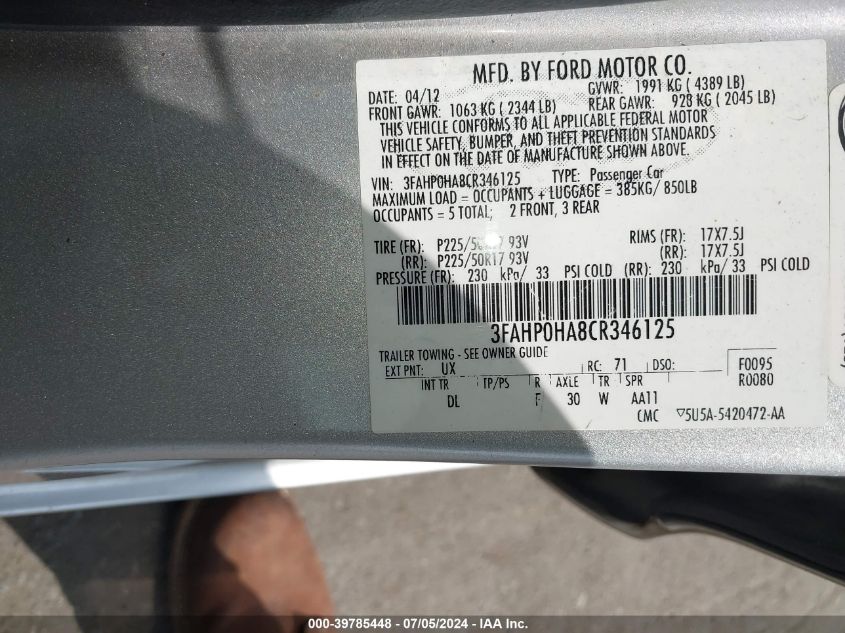 MFD. BY FORD MOTOR CO.
DATE: 04/12 GVWR: 1991 KG ( 4389 LB)
FRONT GAWR: 1063 KG ( 2344 LB) REAR GAWR: 928 KG ( 2045 LB)
THIS VEHICLE CONFORMS TO ALL APPLICABLE FEDERAL MOTOR
VEHICLE SAFETY, BUMPER, AND THEFT PREVENTION STANDARDS
IN EFFECT ON THE DATE OF MANUFACTURE SHOWN ABOVE.
VIN: 3FAHP0HA8CR346125 TYPE: Passenger Car
MAXIMUM LOAD = OCCUPANTS + LUGGAGE = 385KG/ 850LB
OCCUPANTS = 5 TOTAL; 2 FRONT, 3 REAR
TIRE (FR): P225/50R17 93V RIMS (FR): 17X7.5J
(RR): P225/50R17 93V (RR): 17X7.5J
PRESSURE (FR): 230 kPa/ 33 PSI COLD (RR): 230 kPa/ 33 PSI COLD
3FAHP0HA8CR346125
TRAILER TOWING - SEE OWNER GUIDE
EXT PNT: UX RC: 71 DSO: F0095
INT TR TP/PS R AXLE TR SPR R0080
DL F 30 W AA11
CMC ▽5U5A-5420472-AA
000-39785448 - 07/05/2024 - IAA Inc.